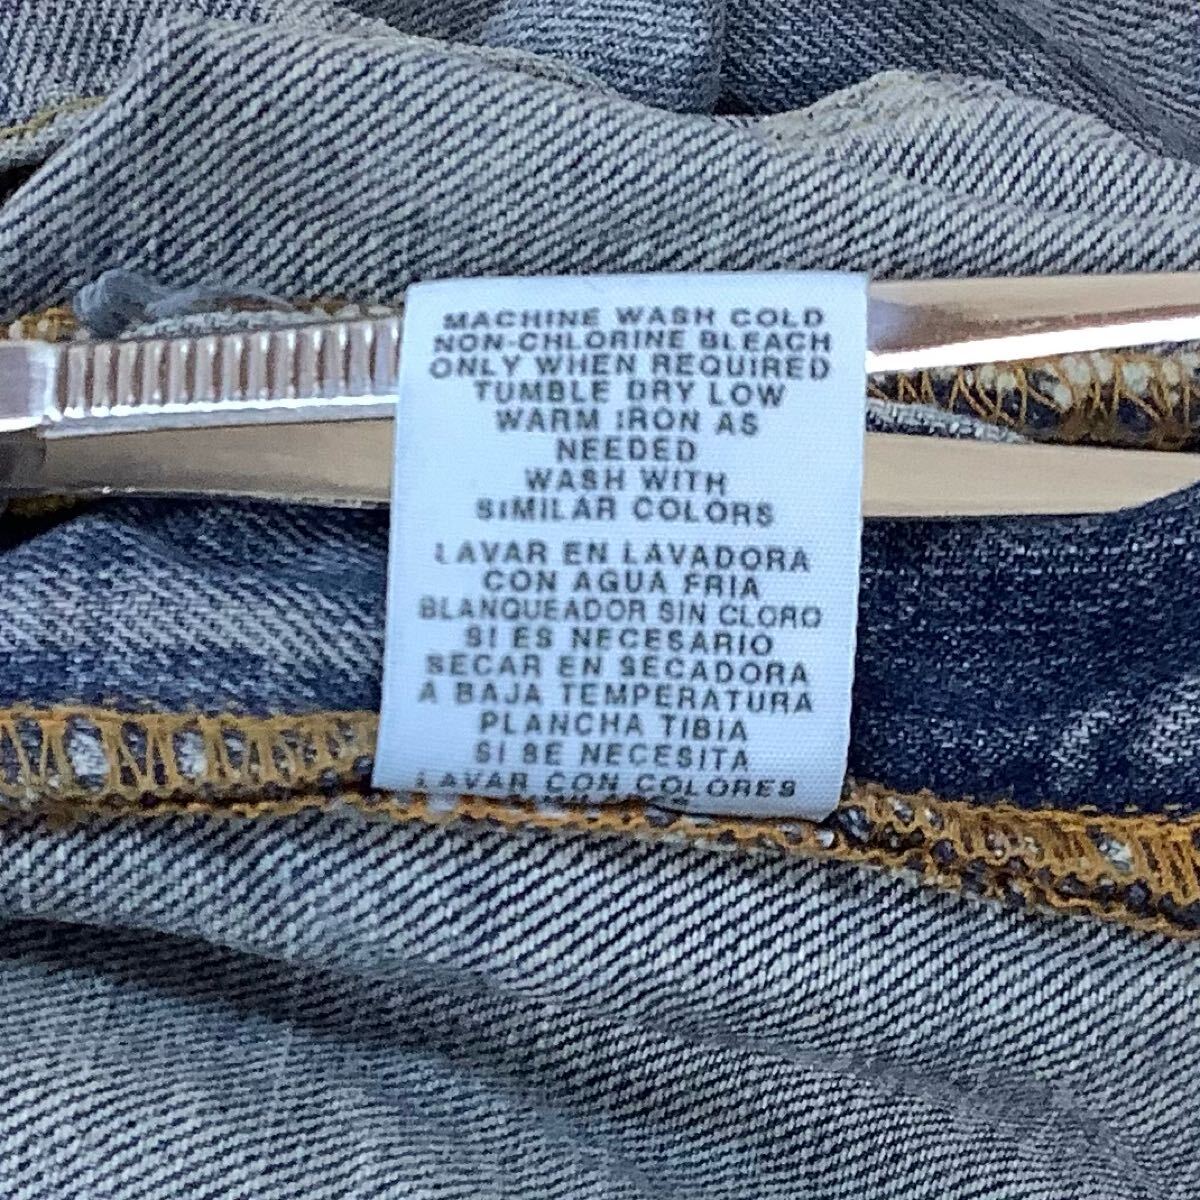 MACHINE WASH COLD
NON-CHLORINE BLEACH
ONLY WHEN REQUIRED
TUMBLE DRY LOW
WARM IRON AS
NEEDED
WASH WITH
SIMILAR COLORS
LAVAR EN LAVADORA
CON AGUA FRIA
BLANQUEADOR SIN CLORO
SI ES NECESARIO
SECAR EN SECADORA
A BAJA TEMPERATURA
PLANCHA TIBIA
SI SE NECESITA
LAVAR CON COLORES